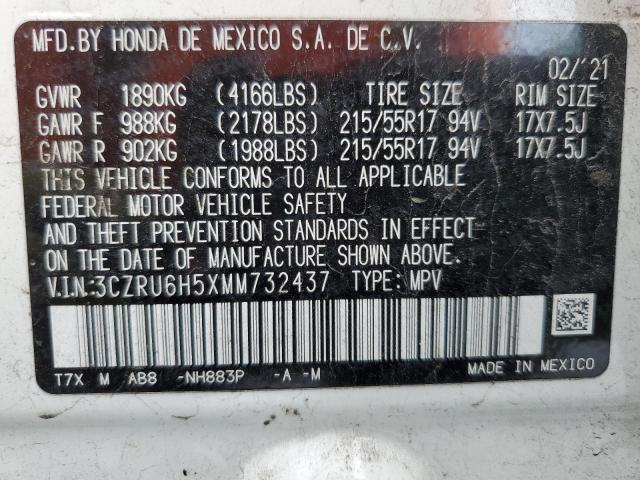 MFD.BY HONDA DE MEXICO S.A. DE C.V.
02/'21
GVWR 1890KG (4166LBS) TIRE SIZE RIM SIZE
GAWR F 988KG (2178LBS) 215/55R17 94V 17X7.5J
GAWR R 902KG (1988LBS) 215/55R17 94V 17X7.5J
THIS VEHICLE CONFORMS TO ALL APPLICABLE
FEDERAL MOTOR VEHICLE SAFETY
AND THEFT PREVENTION STANDARDS IN EFFECT
ON THE DATE OF MANUFACTURE SHOWN ABOVE.
V.I.N:3CZRU6H5XMM732437 TYPE:MPV
T7X M AB8 -NH883P -A -M
MADE IN MEXICO